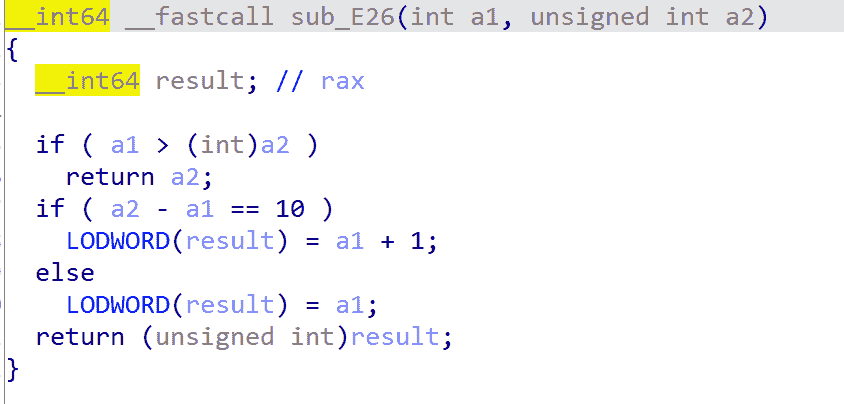 __int64 __fastcall sub_E26(int a1, unsigned int a2)
{
  __int64 result; // rax

  if ( a1 > (int)a2 )
    return a2;
  if ( a2 - a1 == 10 )
    LODWORD(result) = a1 + 1;
  else
    LODWORD(result) = a1;
  return (unsigned int)result;
}